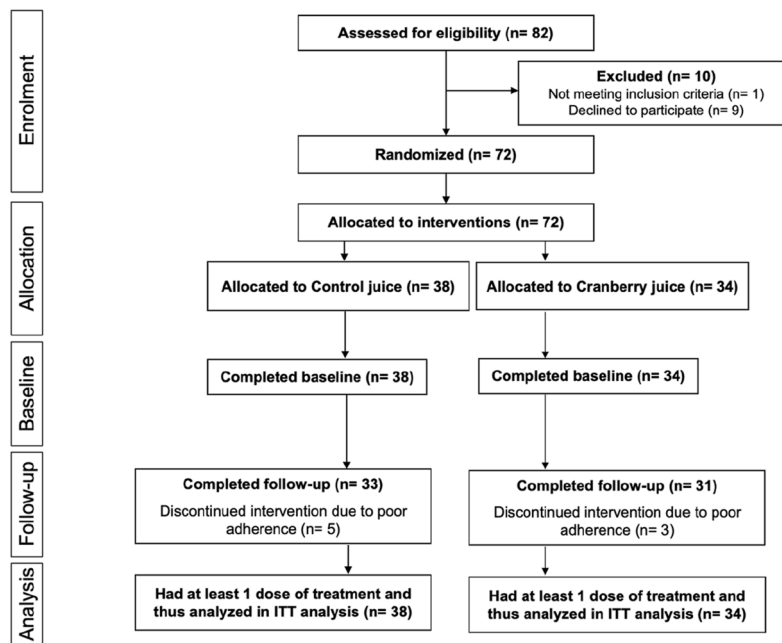 Enrolment
Assessed for eligibility (n= 82)
Excluded (n= 10)
Not meeting inclusion criteria (n= 1)
Declined to participate (n= 9)
Randomized (n= 72)
Allocation
Allocated to interventions (n= 72)
Allocated to Control juice (n= 38)
Allocated to Cranberry juice (n= 34)
Baseline
Completed baseline (n= 38)
Completed baseline (n= 34)
Follow-up
Completed follow-up (n= 33)
Discontinued intervention due to poor
adherence (n= 5)
Completed follow-up (n= 31)
Discontinued intervention due to poor
adherence (n= 3)
Analysis
Had at least 1 dose of treatment and
thus analyzed in ITT analysis (n= 38)
Had at least 1 dose of treatment and
thus analyzed in ITT analysis (n= 34)